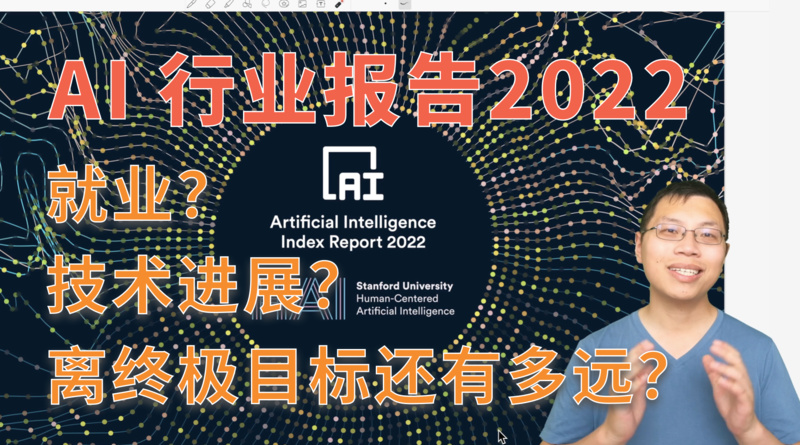 AI 行业报告2022
就业？
AI
Artificial Intelligence
Index Report 2022
技术进展？
Stanford University
Human-Centered
Artificial Intelligence
离终极目标还有多远？